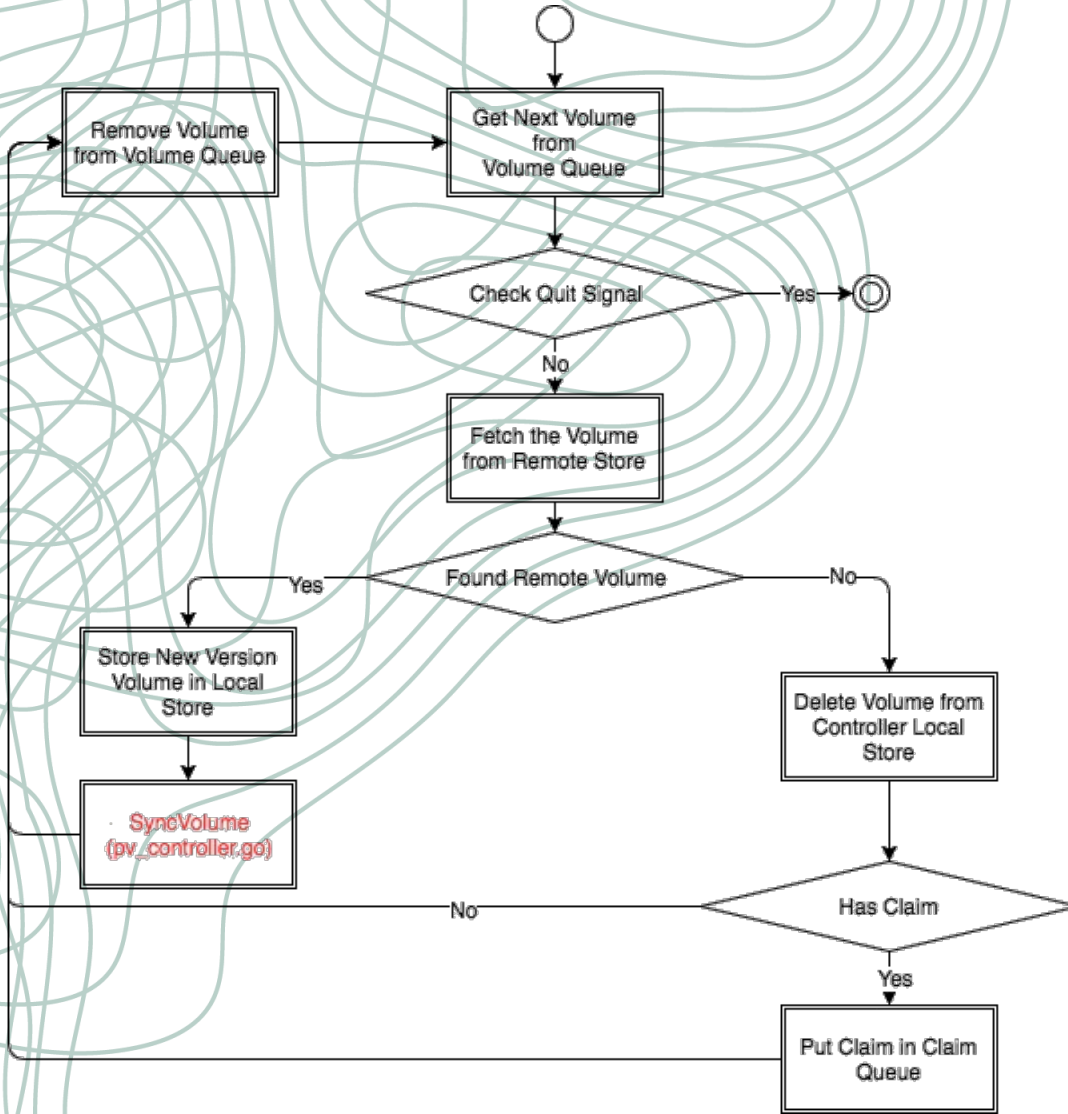 Remove Volume
from Volume Queue
Get Next Volume
from
Volume Queue
Check Quit Signal
Yes
No
Fetch the Volume
from Remote Store
Found Remote Volume
Yes
No
Store New Version
Volume in Local
Store
Delete Volume from
Controller Local
Store
SyncVolume
(pv_controller.go)
Has Claim
No
Yes
Put Claim in Claim
Queue